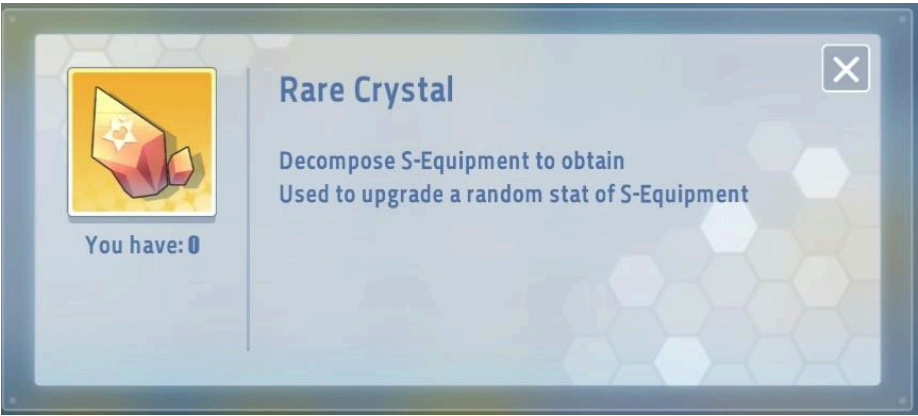 Rare Crystal
Decompose S-Equipment to obtain
Used to upgrade a random stat of S-Equipment
You have: 0